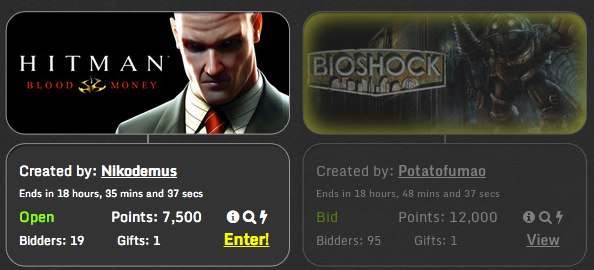 HITMAN
BLOOD MONEY
Created by: Nikodemus
Ends in 18 hours, 35 mins and 37 secs
Open Points: 7,500
Bidders: 19 Gifts: 1 Enter!
BIOSHOCK
Created by: Potatofumao
Ends in 18 hours, 48 mins and 37 secs
Bid Points: 12,000
Bidders: 95 Gifts: 1 View